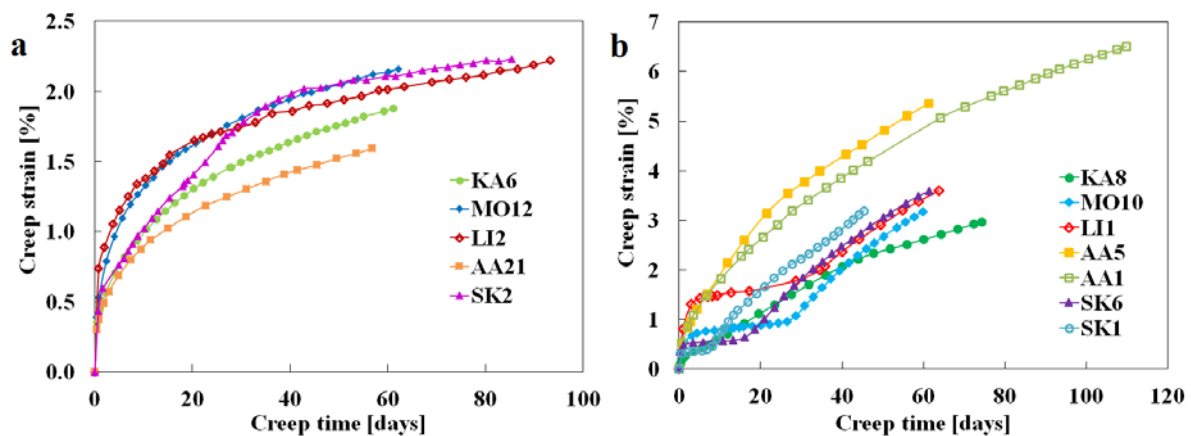 a
Creep strain [%]
2.5
2.0
1.5
1.0
0.5
0.0
0
20
40
60
80
100
Creep time [days]
KA6
MO12
LI2
AA21
SK2
b
Creep strain [%]
7
6
5
4
3
2
1
0
0
20
40
60
80
100
120
Creep time [days]
KA8
MO10
LI1
AA5
AA1
SK6
SK1